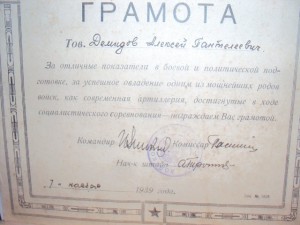 ГРАМОТА
Тов. Демидов Алексей Пантелеевич.
За отличные показатели в боевой и политической под-
готовке, за успешное овладение одним из мощнейших родов
войск, как современная артиллерия, достигнутые в ходе
социалистического соревнования—награждаем Вас грамотой.
Командир Комиссар
Нач-к штаба
1939 года.